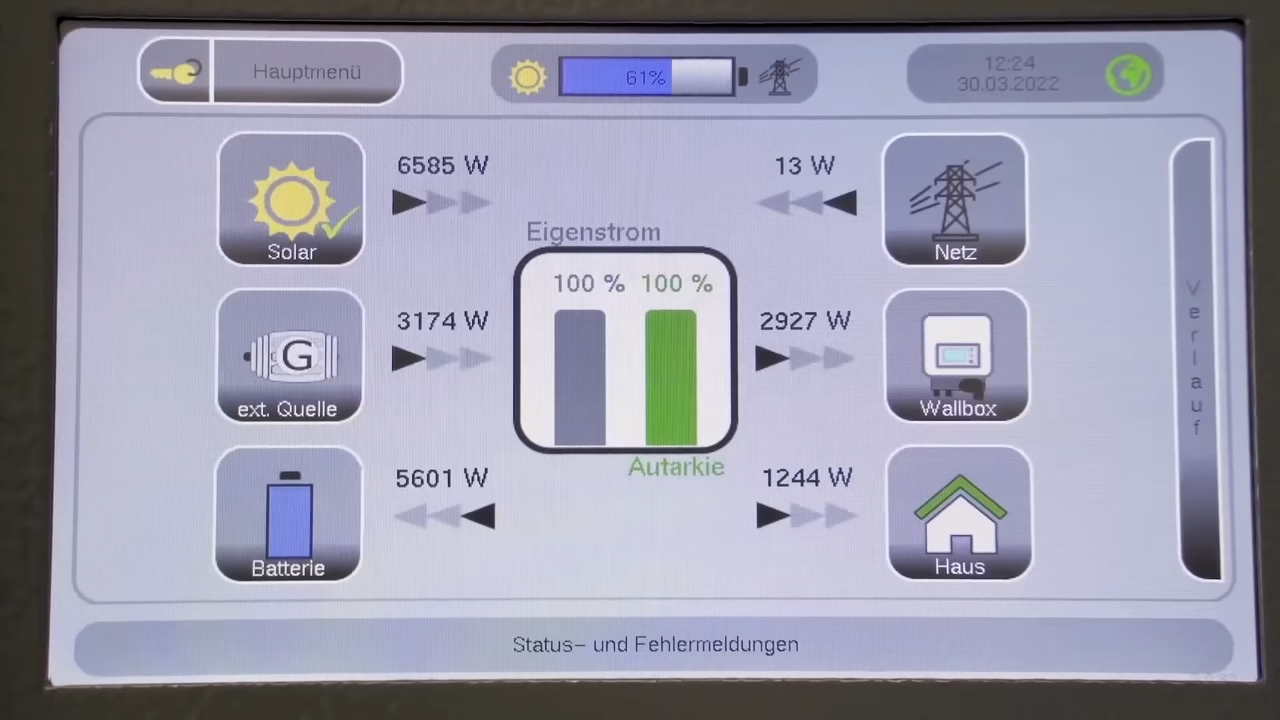 Hauptmenü
61%
12:24
30.03.2022
Solar
6585 W
13 W
Netz
Eigenstrom
100 % 100 %
G
ext. Quelle
3174 W
2927 W
Wallbox
Autarkie
Batterie
5601 W
1244 W
Haus
Verlauf
Status- und Fehlermeldungen